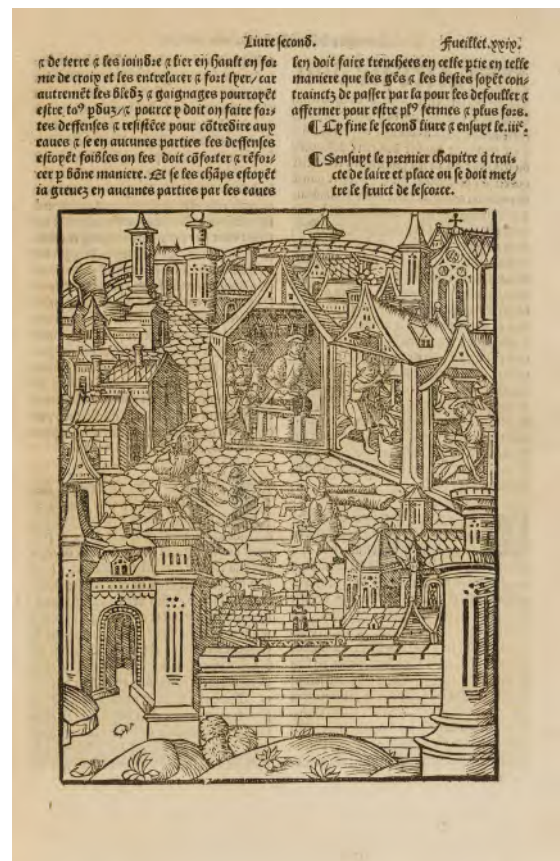 Liure second.
fueillet.xxix.
⁊ de terre ⁊ les ioindre ⁊ lier en hault en for
me de croix et les entrelacer ⁊ fort lyer/ car
autremēt les bledz ⁊ gaignages pourroyēt
estre to⁹ pduz/⁊ pource y doit on faire for-
tes deffenses ⁊ resistēce pour cōtredire aux
eaues ⁊ se en aucunes parties les deffenses
estoyēt foibles on les doit cōforter ⁊ rēfor-
cer p bōne maniere. Et se les chāps estoyēt
ia greuez en aucunes parties par les eaues
len doit faire trenchees en celle ptie en telle
maniere que les gēs ⁊ les bestes soyēt con-
trainctz de passer par la pour les defouller ⁊
affermer pour estre pl⁹ fermes ⁊ plus fors.
¶ Cy fine le second liure ⁊ ensuyt le .iii⁠ᵉ.
¶ Sensuyt le premier chapitre q̄ trai-
cte de laire et place ou se doit met-
tre le fruict de lescorce.